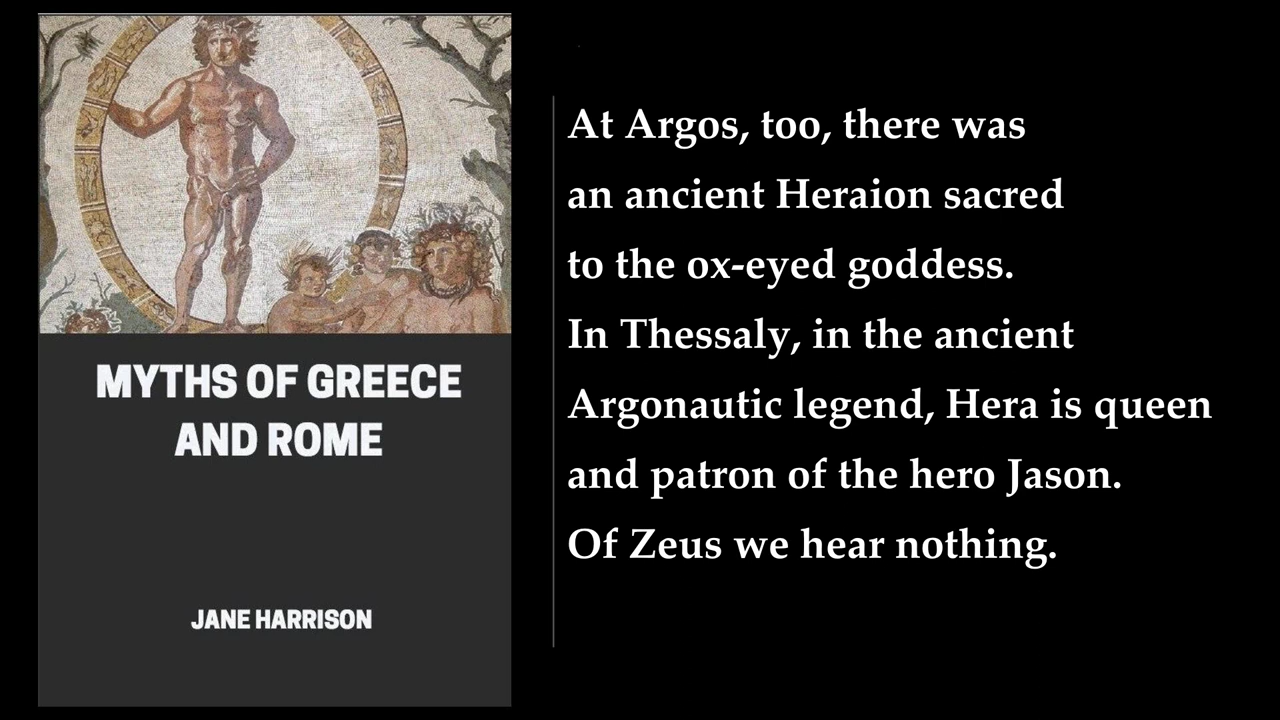 MYTHS OF GREECE
AND ROME
JANE HARRISON
At Argos, too, there was
an ancient Heraion sacred
to the ox-eyed goddess.
In Thessaly, in the ancient
Argonautic legend, Hera is queen
and patron of the hero Jason.
Of Zeus we hear nothing.